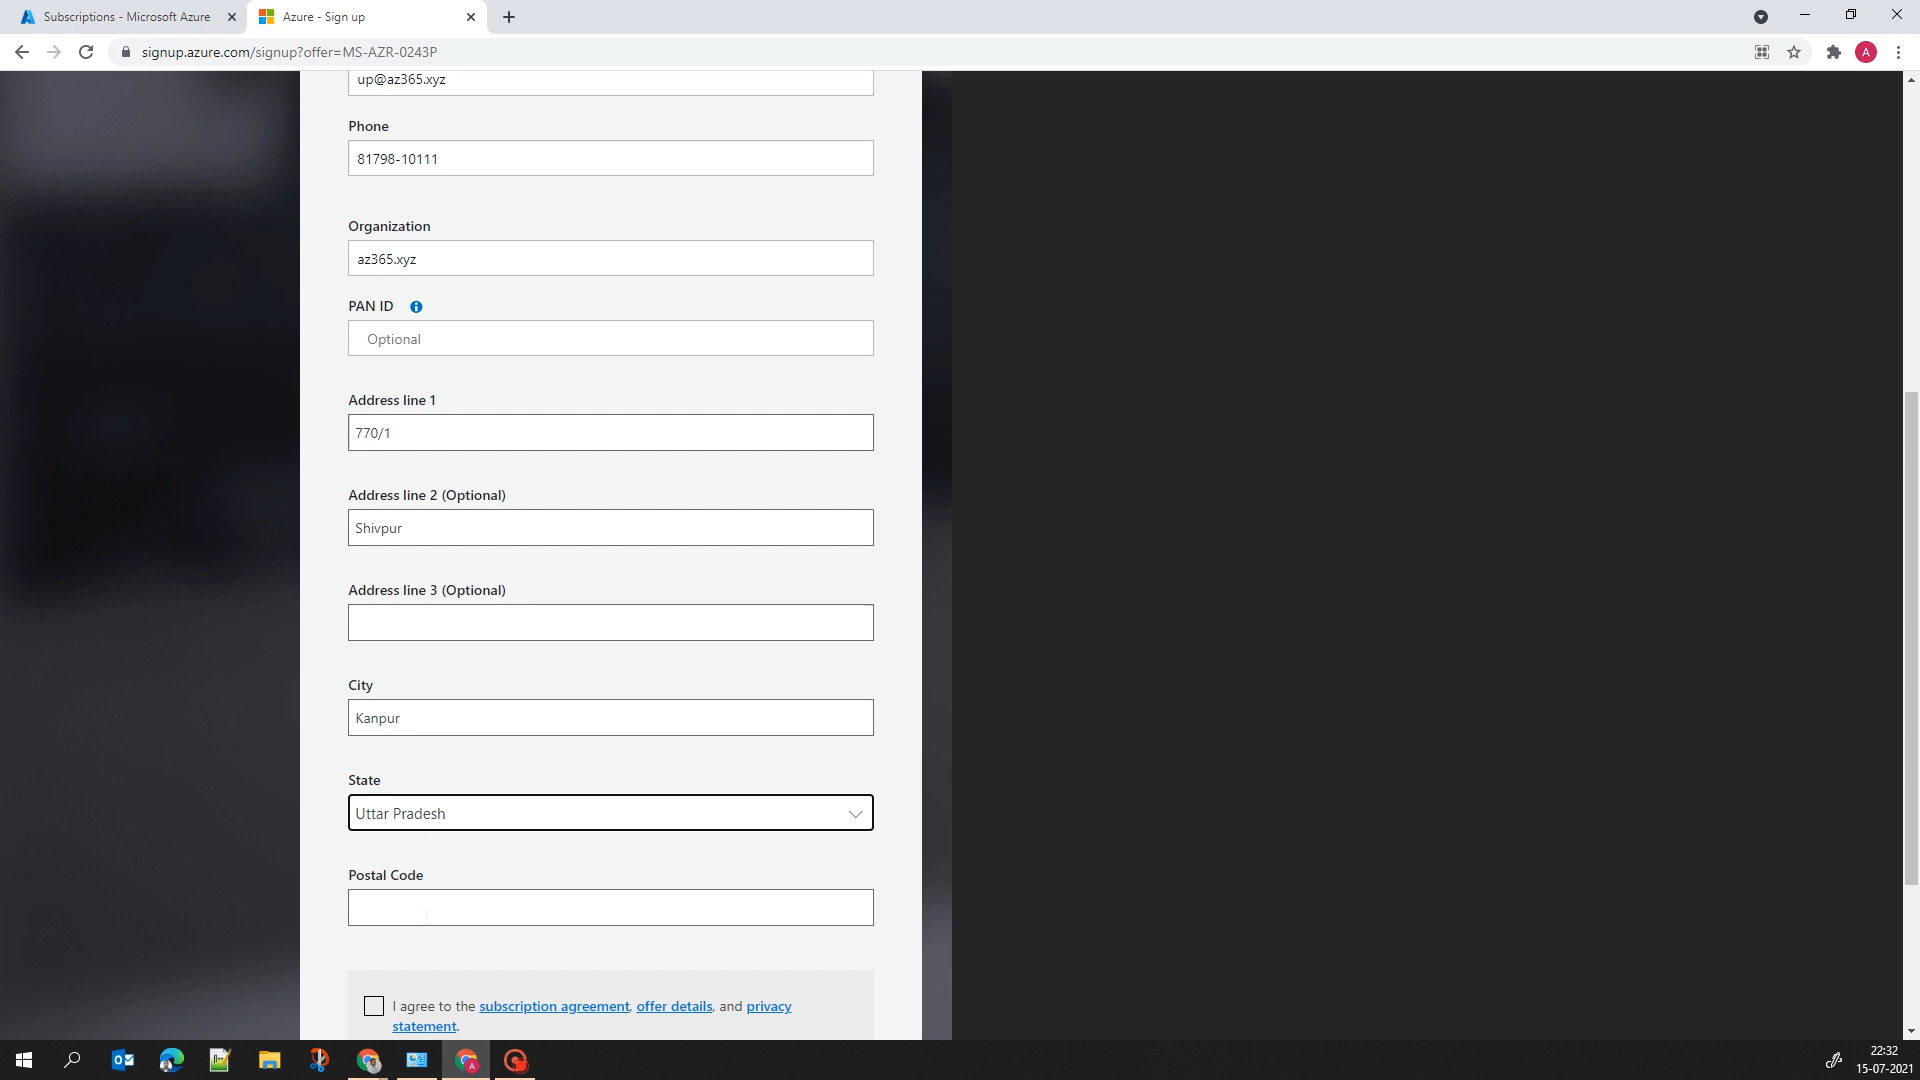 Subscriptions - Microsoft Azure
Azure - Sign up
signup.azure.com/signup?offer=MS-AZR-0243P
A
up@az365.xyz
Phone
81798-10111
Organization
az365.xyz
PAN ID
Optional
Address line 1
770/1
Address line 2 (Optional)
Shivpur
Address line 3 (Optional)
City
Kanpur
State
Uttar Pradesh
Postal Code
I agree to the subscription agreement, offer details, and privacy
statement.
22:32
15-07-2021